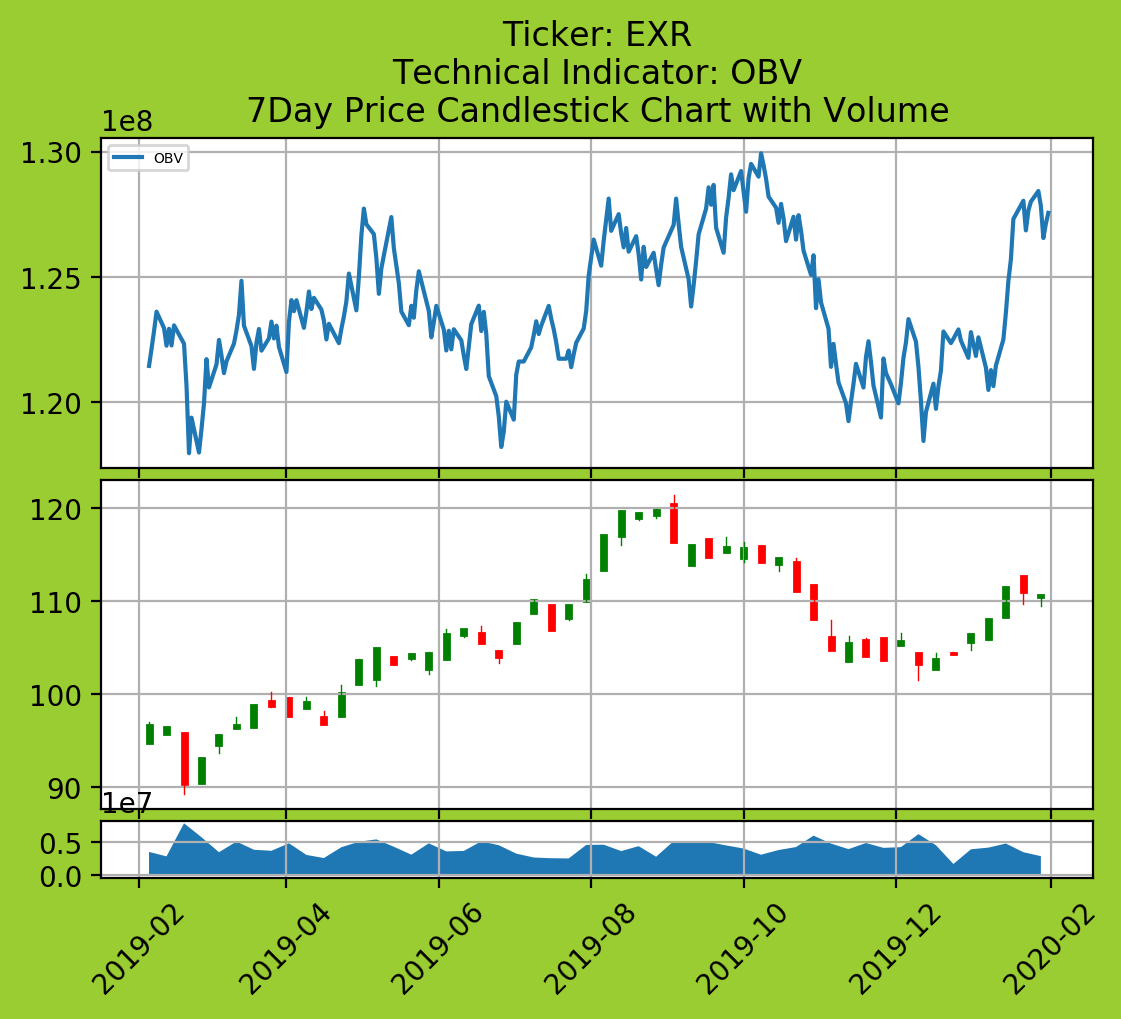 Ticker: EXR
Technical Indicator: OBV
7Day Price Candlestick Chart with Volume
1e8
1.30
OBV
1.25
1.20
120
110
100
90
1e7
0.5
0.0
2019-02
2019-04
2019-06
2019-08
2019-10
2019-12
2020-02